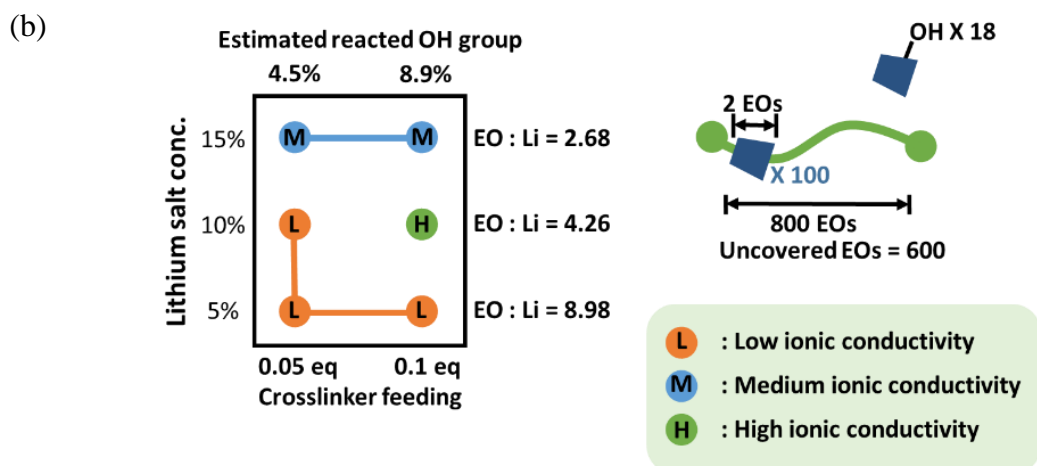 (b)
Estimated reacted OH group
4.5% 8.9%
Lithium salt conc.
15% M M EO : Li = 2.68
10% L H EO : Li = 4.26
5% L L EO : Li = 8.98
0.05 eq 0.1 eq
Crosslinker feeding
OH X 18
2 EOs
X 100
800 EOs
Uncovered EOs = 600
L : Low ionic conductivity
M : Medium ionic conductivity
H : High ionic conductivity